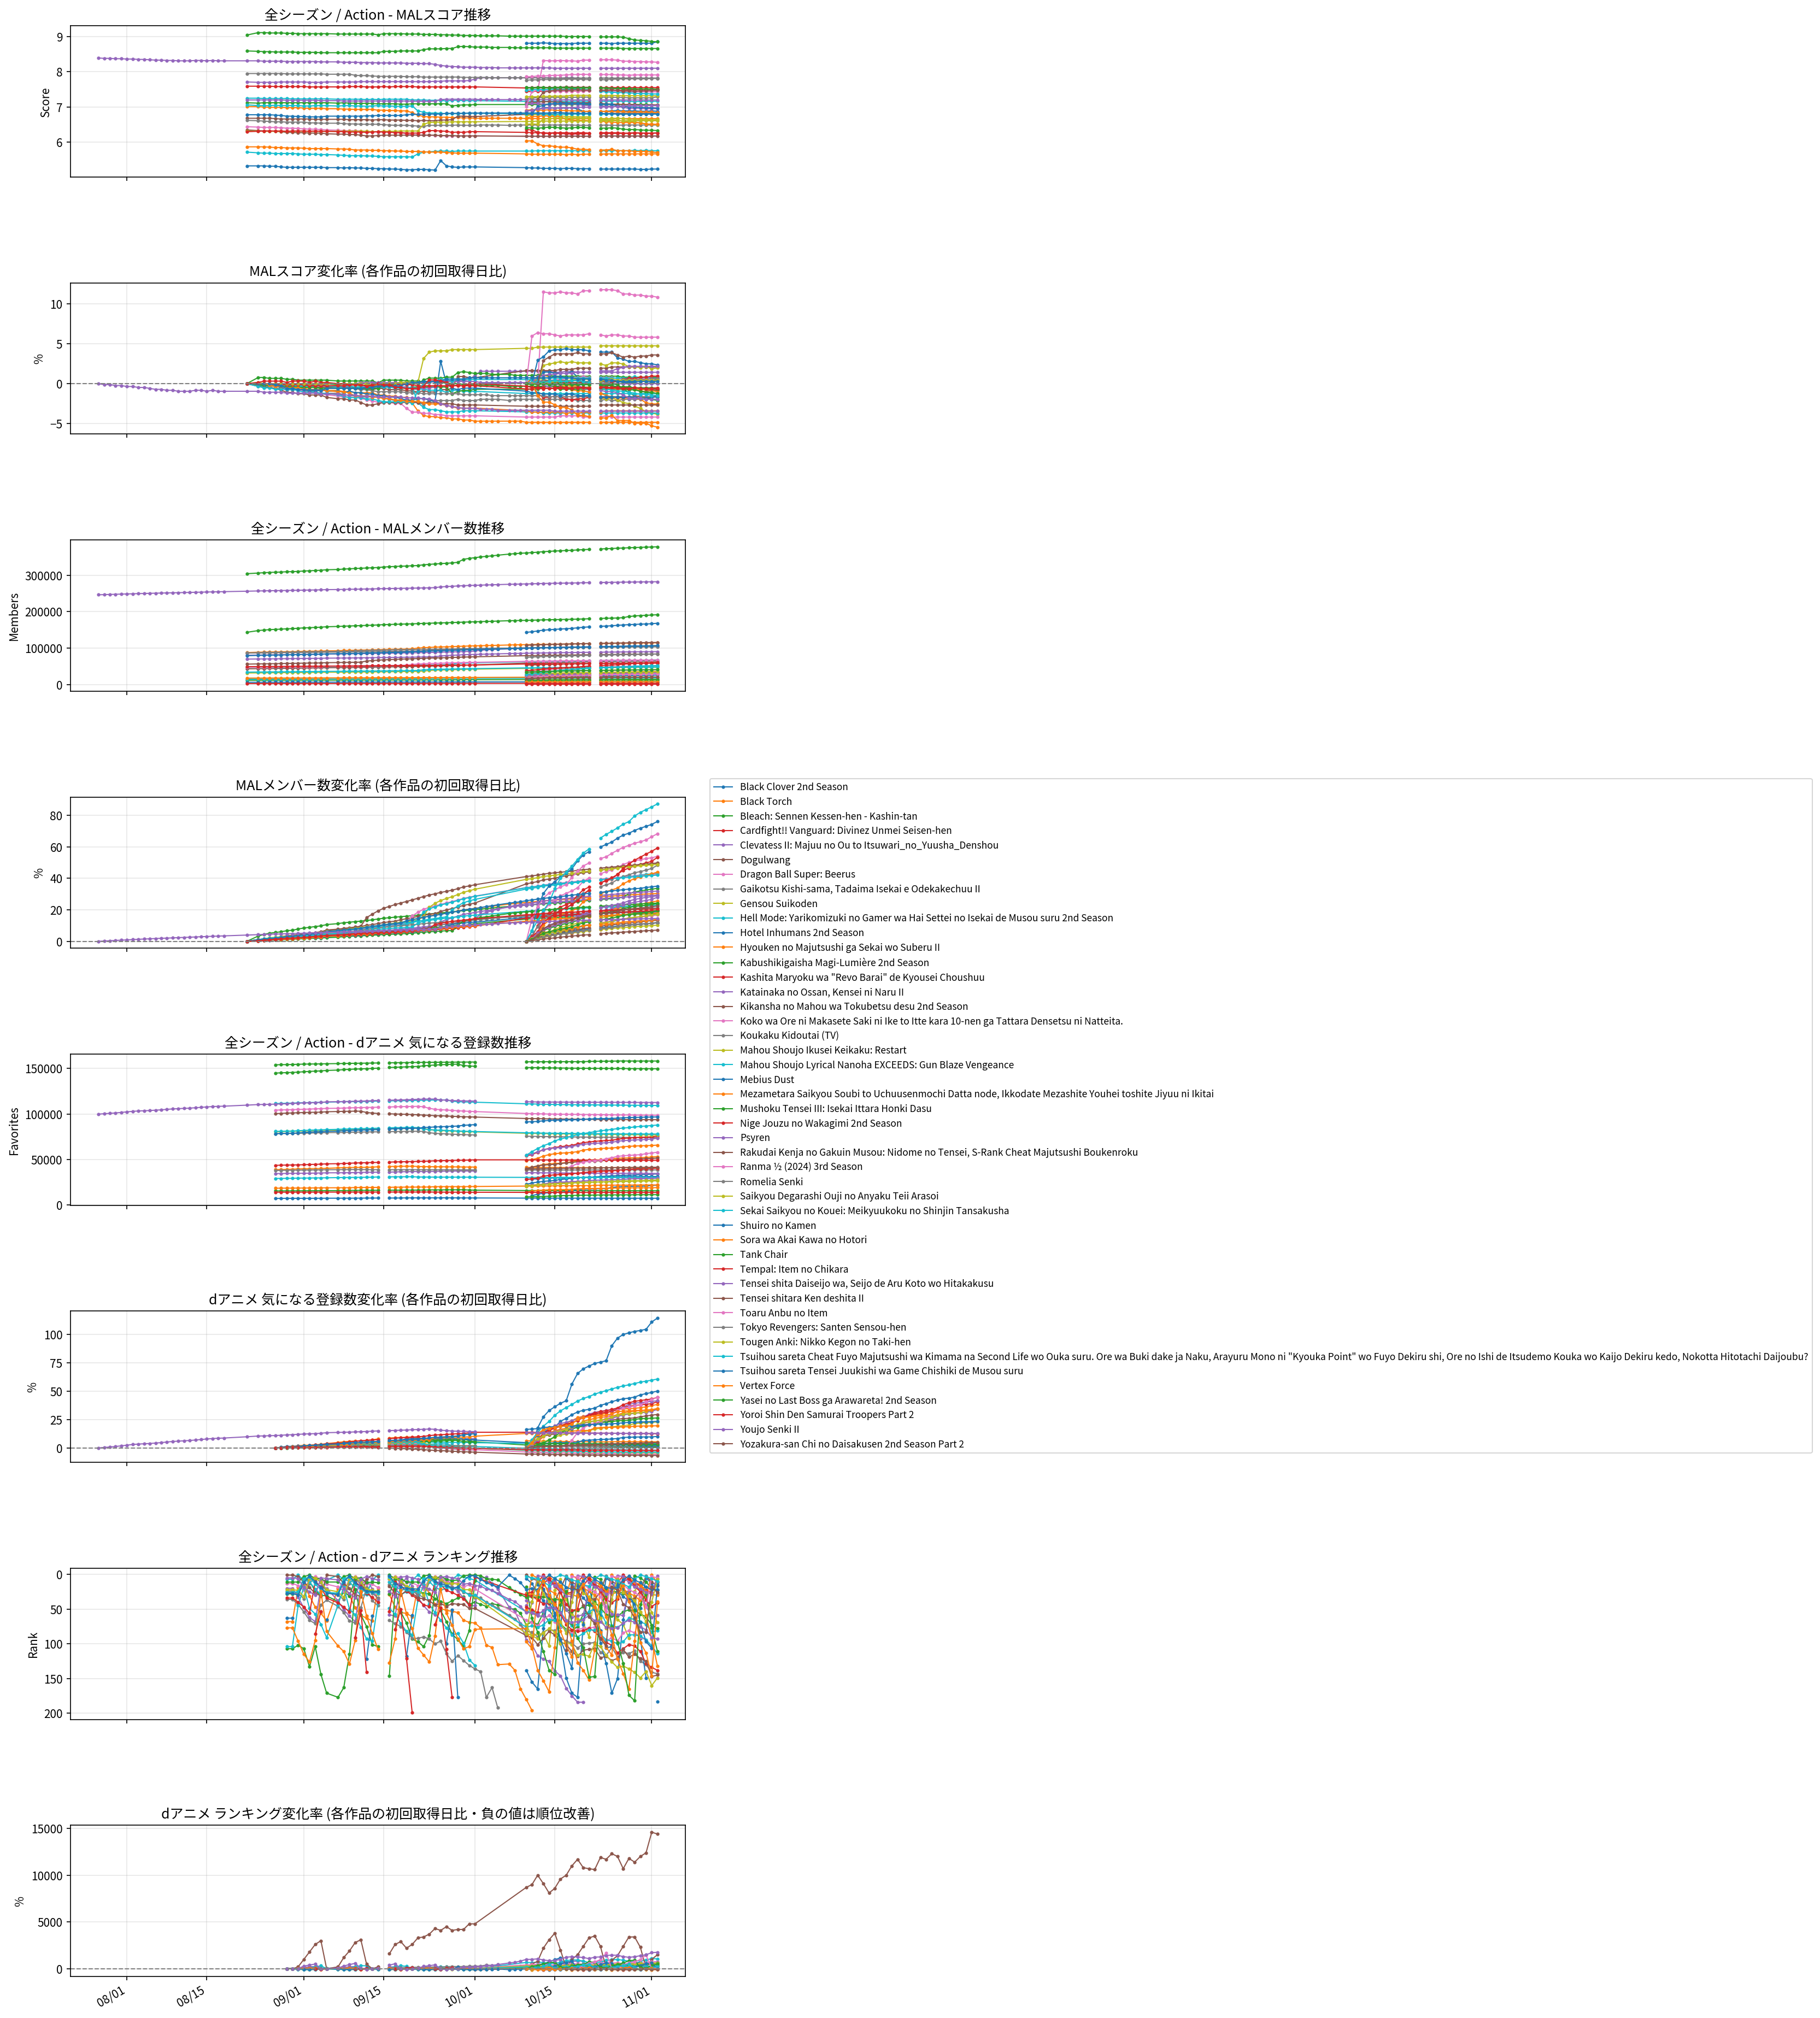 全シーズン / Action - MALスコア推移
Score
9
8
7
6
MALスコア変化率 (各作品の初回取得日比)
%
10
5
0
−5
全シーズン / Action - MALメンバー数推移
Members
300000
200000
100000
0
MALメンバー数変化率 (各作品の初回取得日比)
%
80
60
40
20
0
Black Clover 2nd Season
Black Torch
Bleach: Sennen Kessen-hen - Kashin-tan
Cardfight!! Vanguard: Divinez Unmei Seisen-hen
Clevatess II: Majuu no Ou to Itsuwari_no_Yuusha_Denshou
Dogulwang
Dragon Ball Super: Beerus
Gaikotsu Kishi-sama, Tadaima Isekai e Odekakechuu II
Gensou Suikoden
Hell Mode: Yarikomizuki no Gamer wa Hai Settei no Isekai de Musou suru 2nd Season
Hotel Inhumans 2nd Season
Hyouken no Majutsushi ga Sekai wo Suberu II
Kabushikigaisha Magi-Lumière 2nd Season
Kashita Maryoku wa "Revo Barai" de Kyousei Choushuu
Katainaka no Ossan, Kensei ni Naru II
Kikansha no Mahou wa Tokubetsu desu 2nd Season
Koko wa Ore ni Makasete Saki ni Ike to Itte kara 10-nen ga Tattara Densetsu ni Natteita.
Koukaku Kidoutai (TV)
Mahou Shoujo Ikusei Keikaku: Restart
Mahou Shoujo Lyrical Nanoha EXCEEDS: Gun Blaze Vengeance
Mebius Dust
Mezametara Saikyou Soubi to Uchuusenmochi Datta node, Ikkodate Mezashite Youhei toshite Jiyuu ni Ikitai
Mushoku Tensei III: Isekai Ittara Honki Dasu
Nige Jouzu no Wakagimi 2nd Season
Psyren
Rakudai Kenja no Gakuin Musou: Nidome no Tensei, S-Rank Cheat Majutsushi Boukenroku
Ranma ½ (2024) 3rd Season
Romelia Senki
Saikyou Degarashi Ouji no Anyaku Teii Arasoi
Sekai Saikyou no Kouei: Meikyuukoku no Shinjin Tansakusha
Shuiro no Kamen
Sora wa Akai Kawa no Hotori
Tank Chair
Tempal: Item no Chikara
Tensei shita Daiseijo wa, Seijo de Aru Koto wo Hitakakusu
Tensei shitara Ken deshita II
Toaru Anbu no Item
Tokyo Revengers: Santen Sensou-hen
Tougen Anki: Nikko Kegon no Taki-hen
Tsuihou sareta Cheat Fuyo Majutsushi wa Kimama na Second Life wo Ouka suru. Ore wa Buki dake ja Naku, Arayuru Mono ni "Kyouka Point" wo Fuyo Dekiru shi, Ore no Ishi de Itsudemo Kouka wo Kaijo Dekiru kedo, Nokotta Hitotachi Daijoubu?
Tsuihou sareta Tensei Juukishi wa Game Chishiki de Musou suru
Vertex Force
Yasei no Last Boss ga Arawareta! 2nd Season
Yoroi Shin Den Samurai Troopers Part 2
Youjo Senki II
Yozakura-san Chi no Daisakusen 2nd Season Part 2
全シーズン / Action - dアニメ 気になる登録数推移
Favorites
150000
100000
50000
0
dアニメ 気になる登録数変化率 (各作品の初回取得日比)
%
100
75
50
25
0
全シーズン / Action - dアニメ ランキング推移
Rank
0
50
100
150
200
dアニメ ランキング変化率 (各作品の初回取得日比・負の値は順位改善)
%
15000
10000
5000
0
08/01
08/15
09/01
09/15
10/01
10/15
11/01